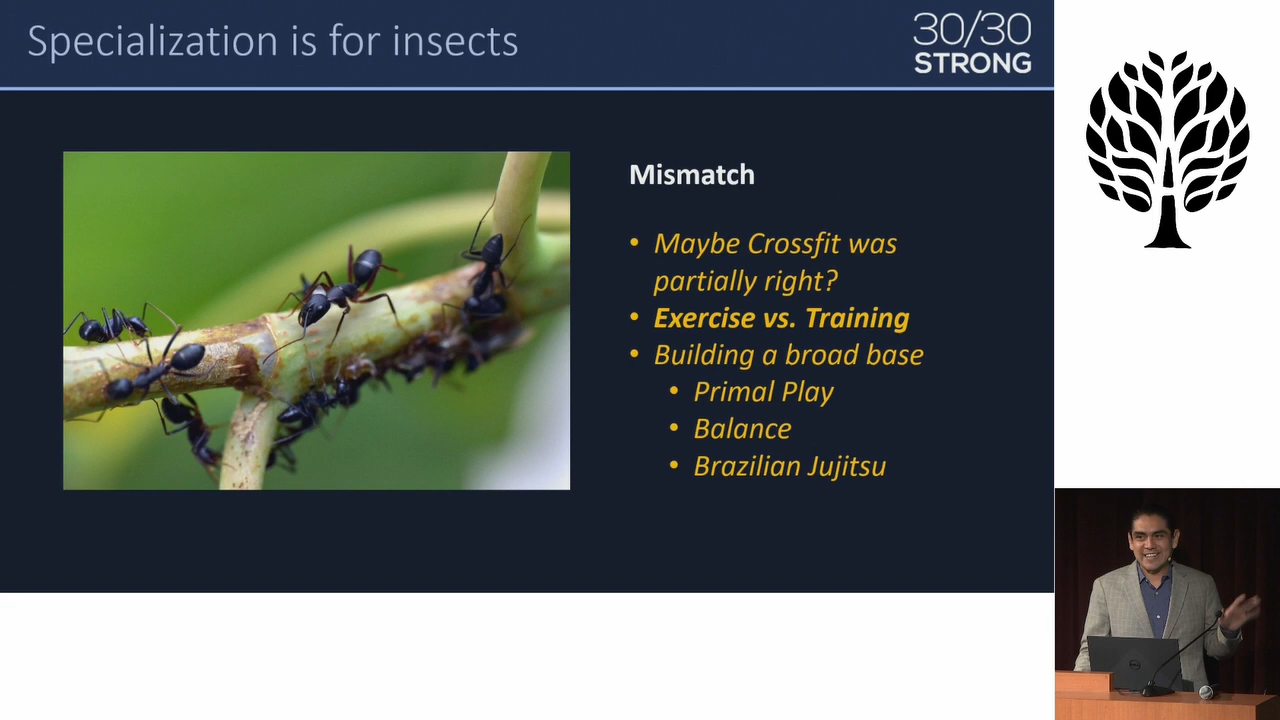 Specialization is for insects
30/30
STRONG
Mismatch
• Maybe Crossfit was
partially right?
• Exercise vs. Training
• Building a broad base
• Primal Play
• Balance
• Brazilian Jujitsu